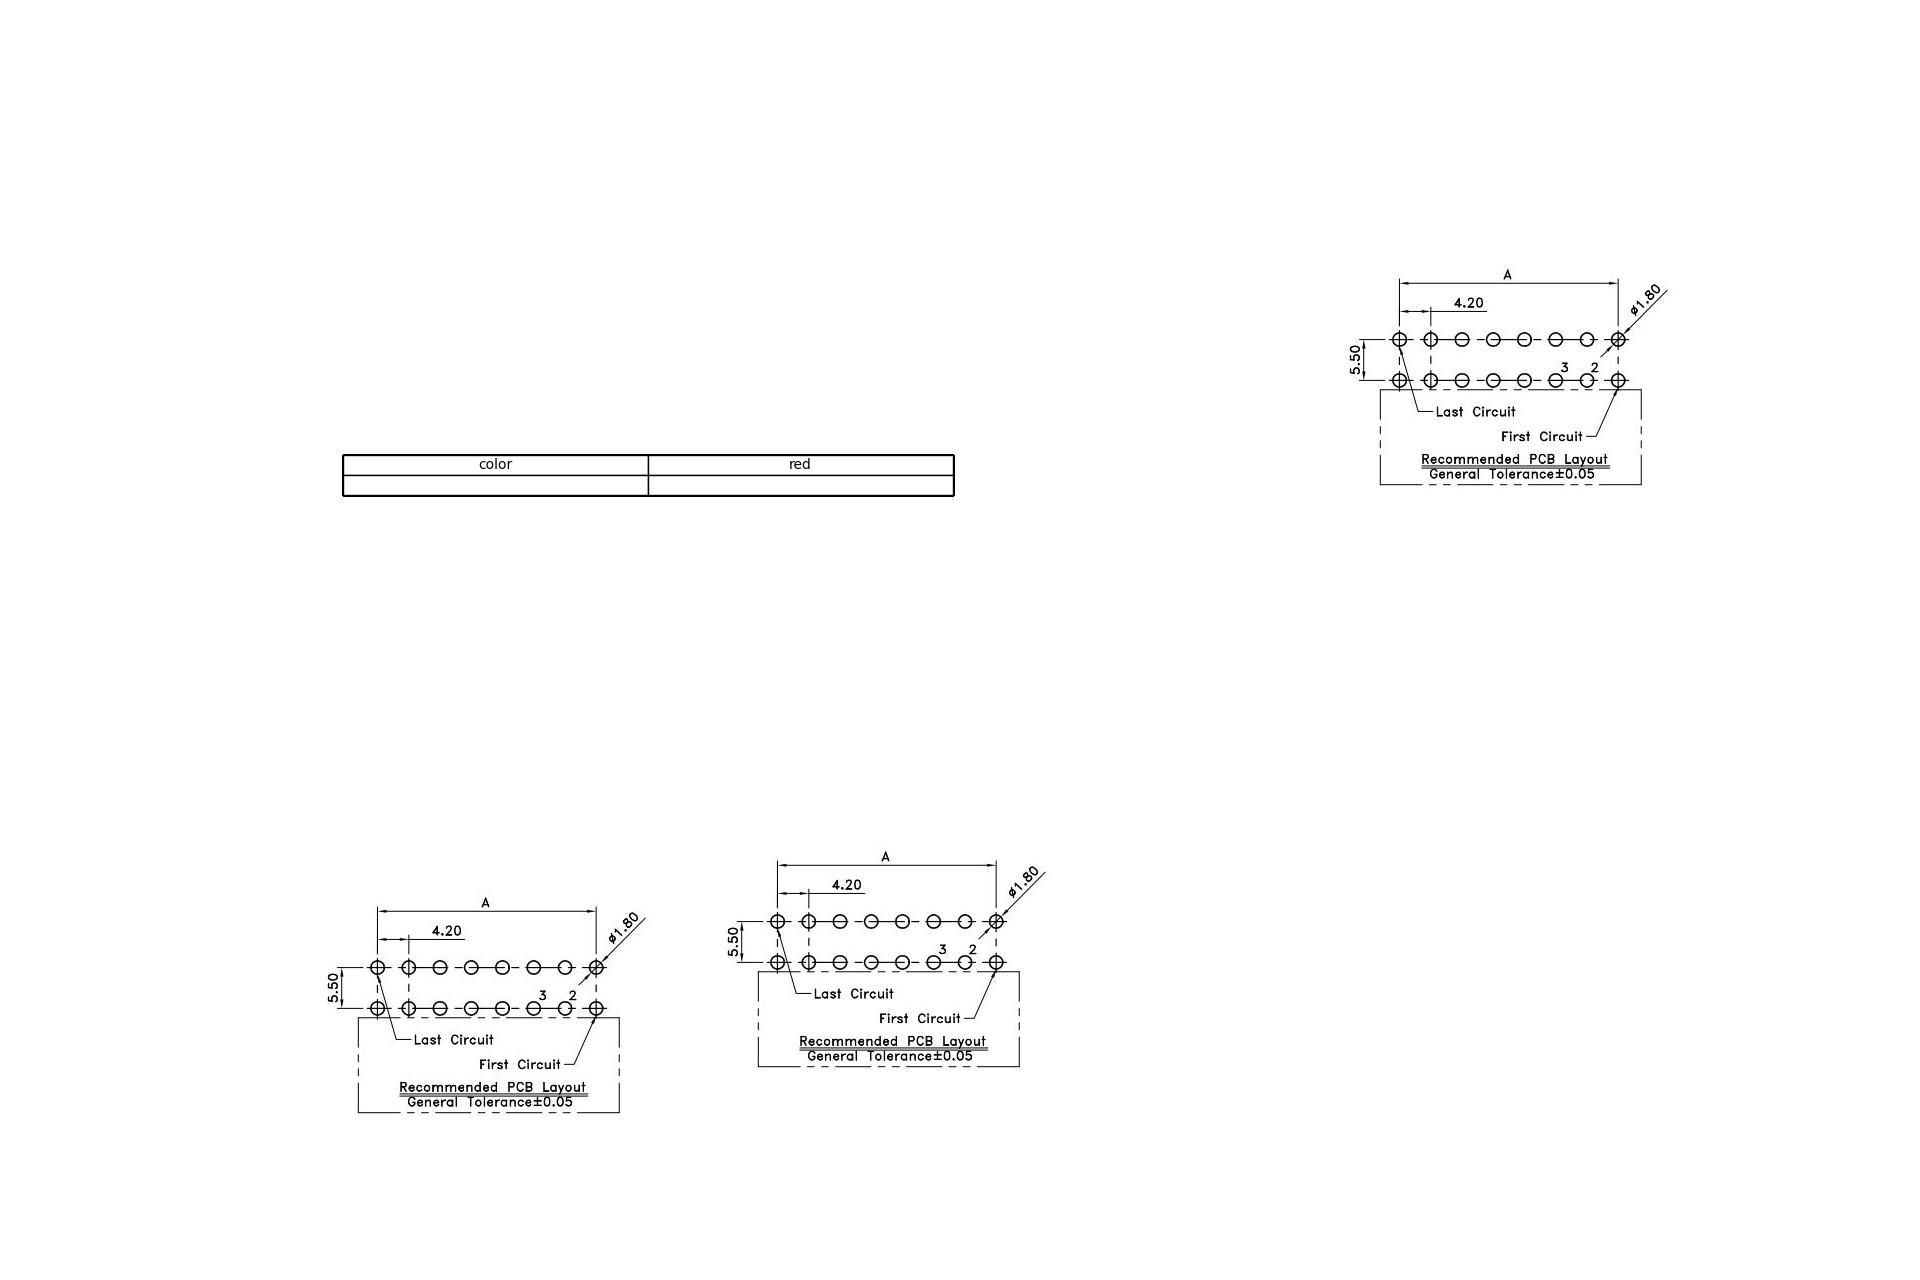 A
4.20
ø1.80
5.50
3 2
Last Circuit
First Circuit
Recommended PCB Layout
General Tolerance±0.05
color red
A
4.20
ø1.80
5.50
3 2
Last Circuit
First Circuit
Recommended PCB Layout
General Tolerance±0.05
A
4.20
ø1.80
5.50
3 2
Last Circuit
First Circuit
Recommended PCB Layout
General Tolerance±0.05